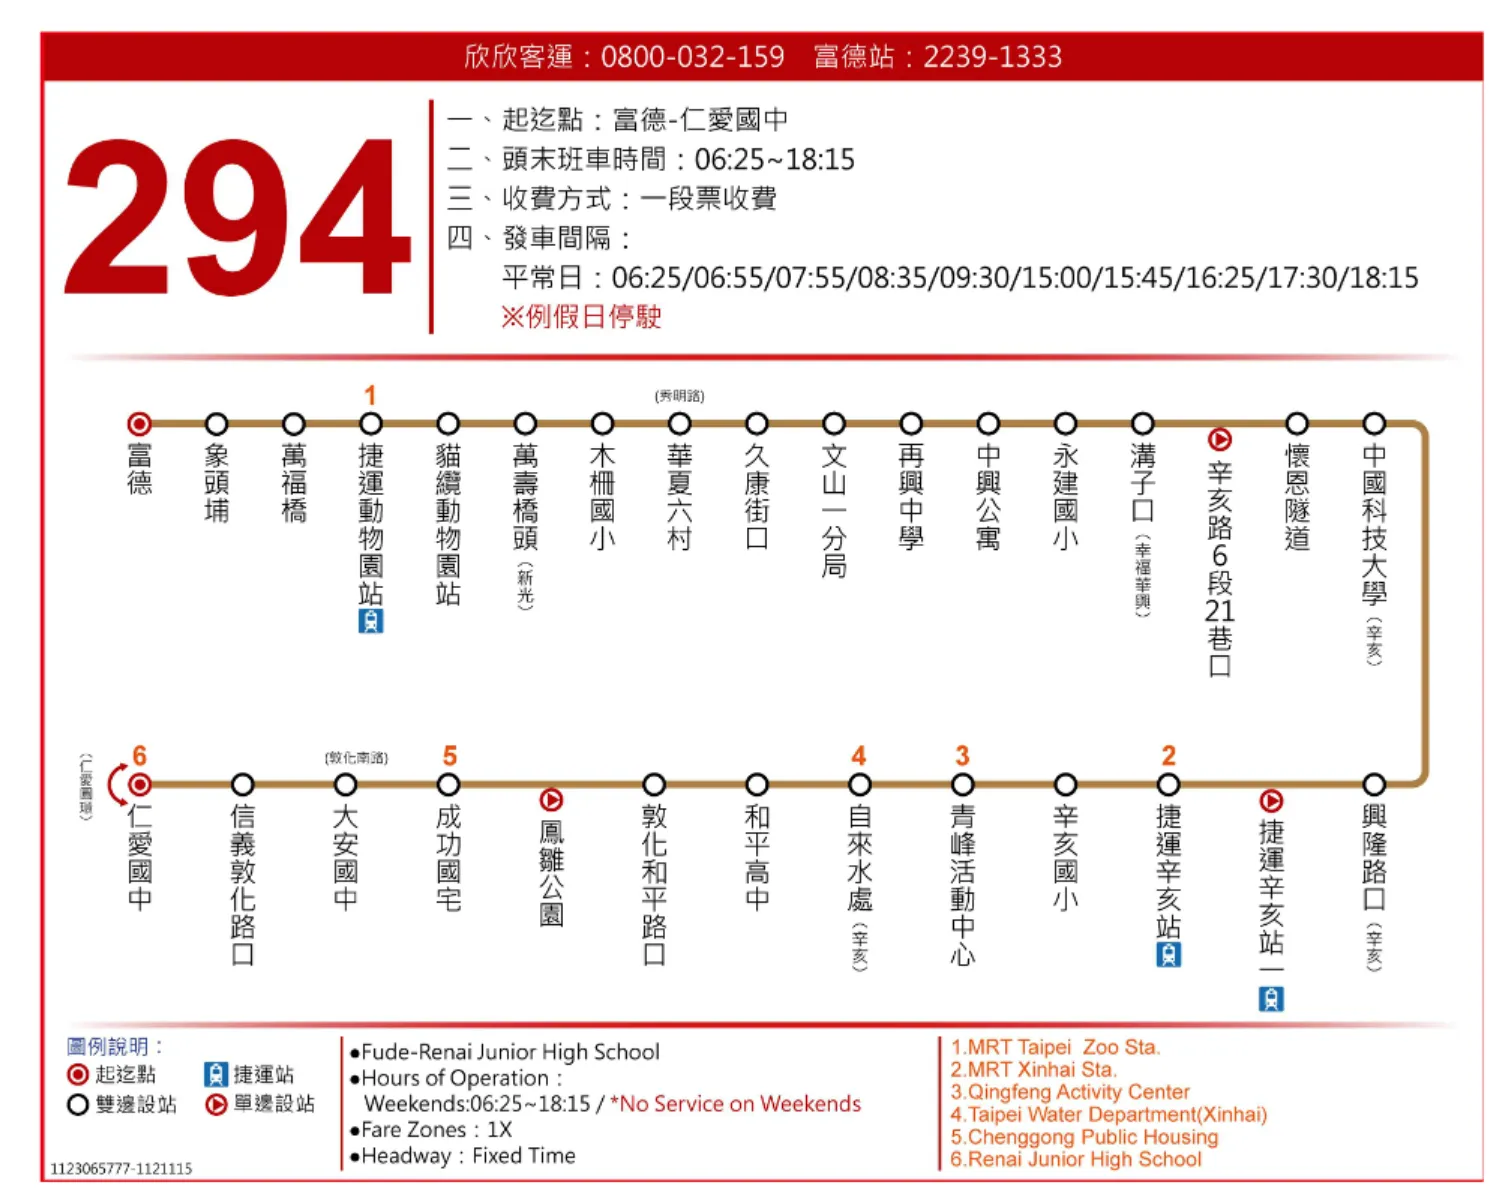 欣欣客運：0800-032-159　富德站：2239-1333
294
一、起迄點：富德-仁愛國中
二、頭末班車時間：06:25~18:15
三、收費方式：一段票收費
四、發車間隔：
平常日：06:25/06:55/07:55/08:35/09:30/15:00/15:45/16:25/17:30/18:15
※例假日停駛
富德
象頭埔
萬福橋
1
捷運動物園站
貓纜動物園站
萬壽橋頭（新光）
木柵國小
(秀明路)
華夏六村
久康街口
文山一分局
再興中學
中興公寓
永建國小
溝子口（幸福華興）
辛亥路6段21巷口
懷恩隧道
中國科技大學（辛亥）
（仁愛圓環）
6
仁愛國中
信義敦化路口
(敦化南路)
大安國中
5
成功國宅
鳳雛公園
敦化和平路口
和平高中
4
自來水處（辛亥）
3
青峰活動中心
辛亥國小
2
捷運辛亥站
捷運辛亥站一
興隆路口（辛亥）
圖例說明：
起迄點
捷運站
雙邊設站
單邊設站
1123065777-1121115
●Fude-Renai Junior High School
●Hours of Operation：
Weekends:06:25~18:15 / *No Service on Weekends
●Fare Zones：1X
●Headway：Fixed Time
1.MRT Taipei Zoo Sta.
2.MRT Xinhai Sta.
3.Qingfeng Activity Center
4.Taipei Water Department(Xinhai)
5.Chenggong Public Housing
6.Renai Junior High School